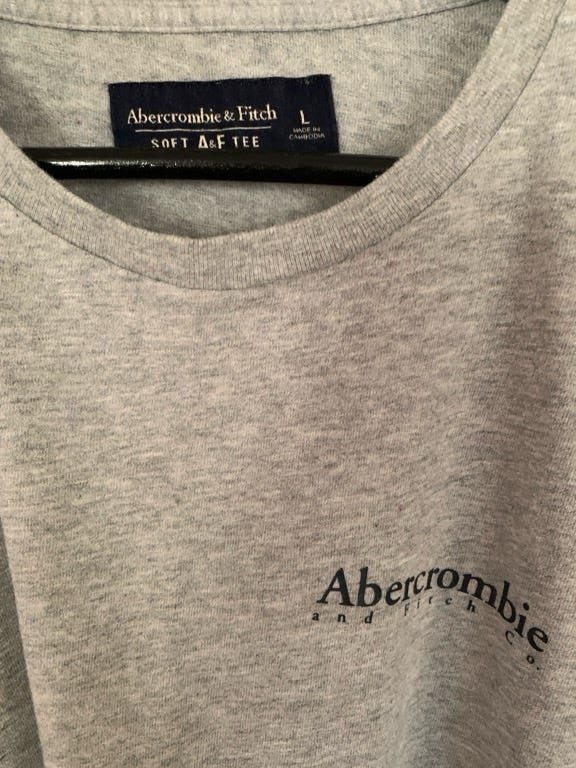 Abercrombie & Fitch
L
SOFT A&F TEE
MADE IN
CAMBODIA
Abercrombie
and Fitch Co.